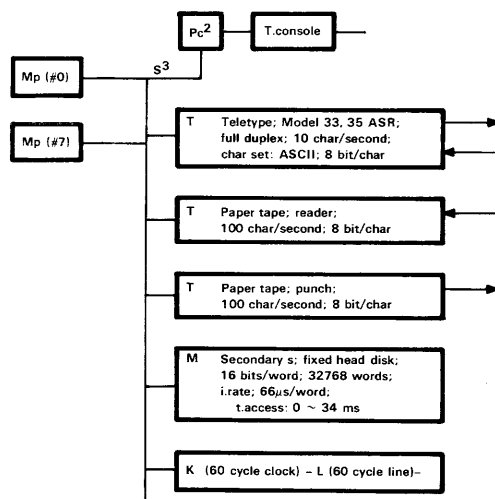 Pc2
T.console
S3
Mp (#0)
Mp (#7)
T Teletype; Model 33, 35 ASR;
full duplex; 10 char/second;
char set: ASCII; 8 bit/char
T Paper tape; reader;
100 char/second; 8 bit/char
T Paper tape; punch;
100 char/second; 8 bit/char
M Secondary s; fixed head disk;
16 bits/word; 32768 words;
i.rate; 66μs/word;
t.access: 0 ~ 34 ms
K (60 cycle clock) – L (60 cycle line)–